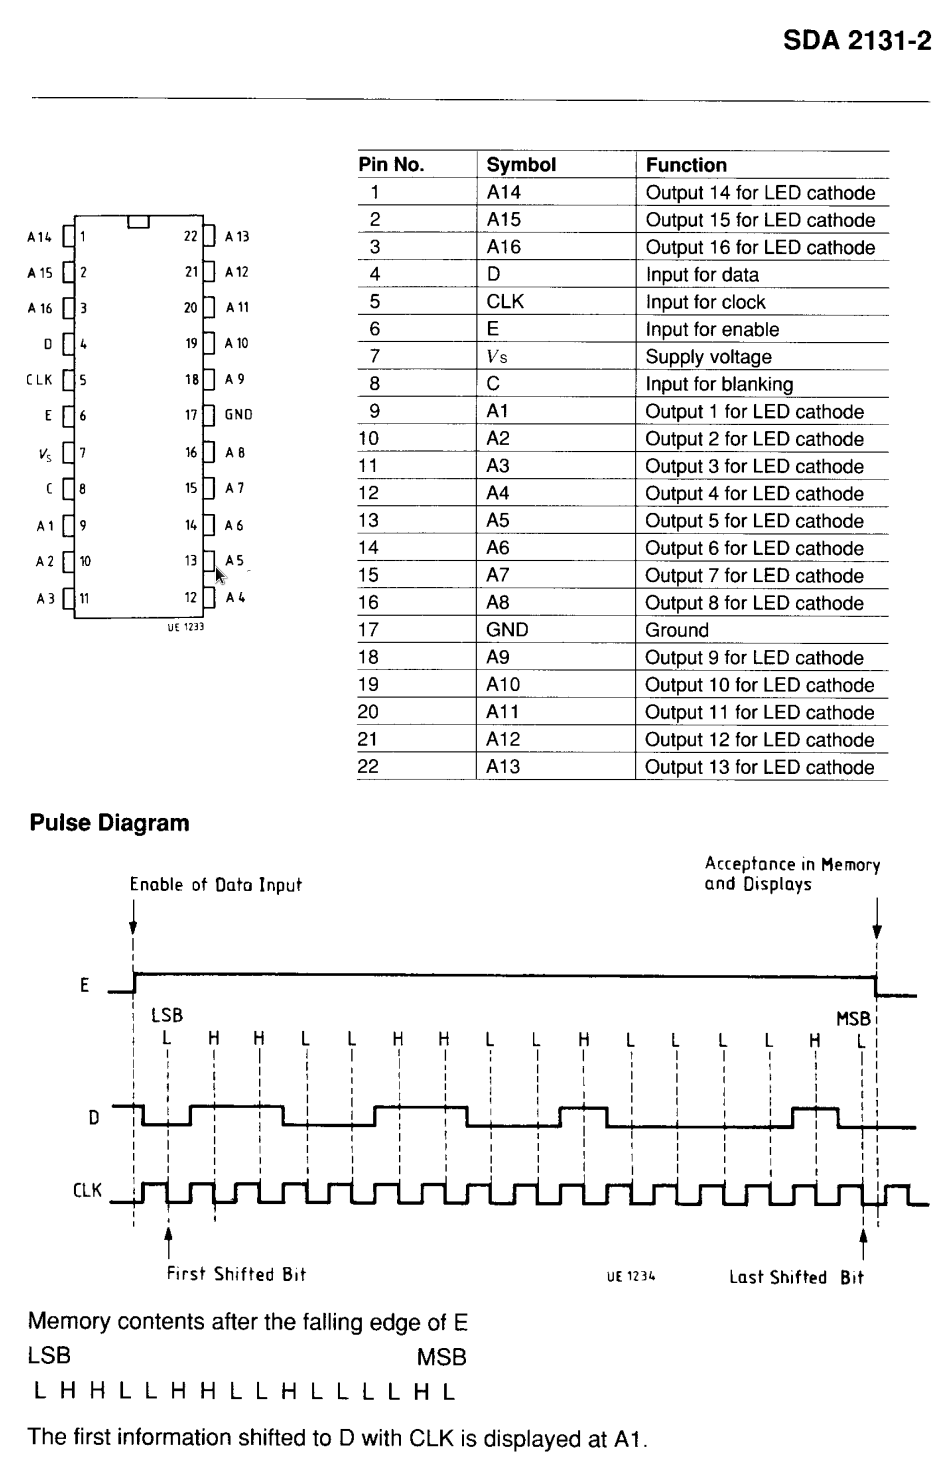 SDA 2131-2
A14 1 22 A13
A15 2 21 A12
A16 3 20 A11
D 4 19 A10
CLK 5 18 A9
E 6 17 GND
Vs 7 16 A8
C 8 15 A7
A1 9 14 A6
A2 10 13 A5
A3 11 12 A4
UE 1233
Pin No. Symbol Function
1 A14 Output 14 for LED cathode
2 A15 Output 15 for LED cathode
3 A16 Output 16 for LED cathode
4 D Input for data
5 CLK Input for clock
6 E Input for enable
7 Vs Supply voltage
8 C Input for blanking
9 A1 Output 1 for LED cathode
10 A2 Output 2 for LED cathode
11 A3 Output 3 for LED cathode
12 A4 Output 4 for LED cathode
13 A5 Output 5 for LED cathode
14 A6 Output 6 for LED cathode
15 A7 Output 7 for LED cathode
16 A8 Output 8 for LED cathode
17 GND Ground
18 A9 Output 9 for LED cathode
19 A10 Output 10 for LED cathode
20 A11 Output 11 for LED cathode
21 A12 Output 12 for LED cathode
22 A13 Output 13 for LED cathode
Pulse Diagram
Enable of Data Input
Acceptance in Memory
and Displays
E
LSB MSB
L H H L L H H L L H L L L L H L
D
CLK
First Shifted Bit UE 1234 Last Shifted Bit
Memory contents after the falling edge of E
LSB MSB
L H H L L H H L L H L L L L H L
The first information shifted to D with CLK is displayed at A1.